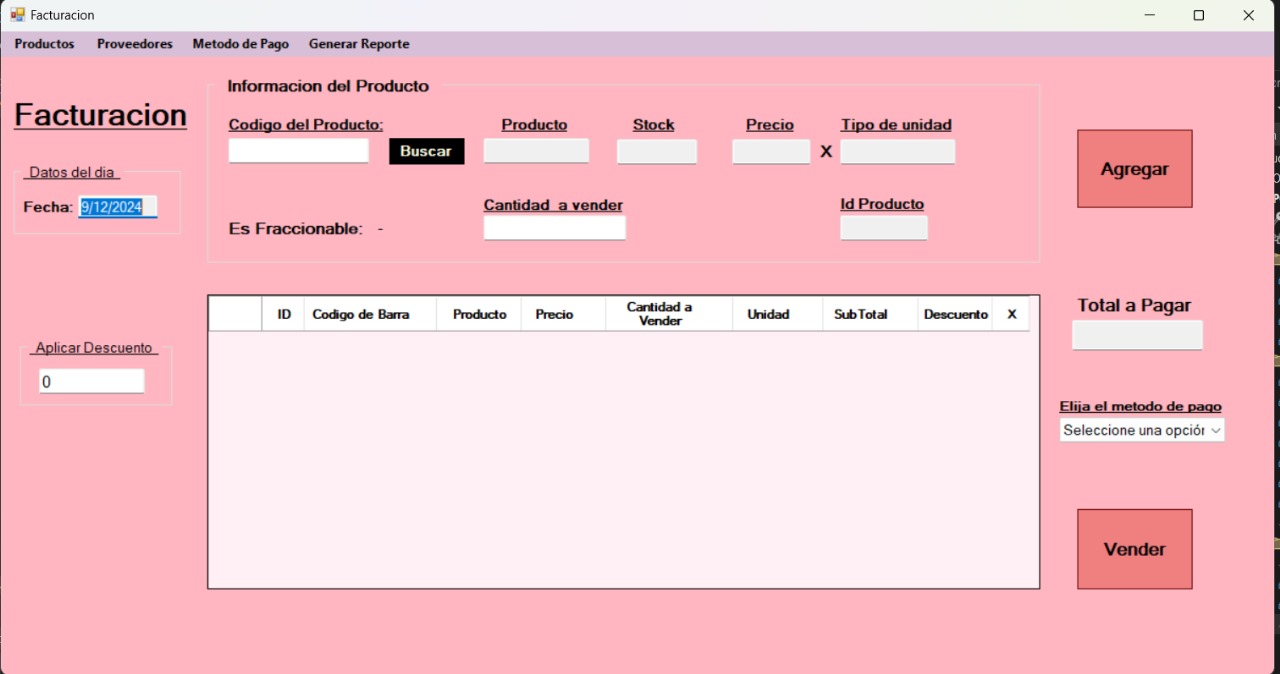 Facturacion
Productos Proveedores Metodo de Pago Generar Reporte
Facturacion
Datos del dia
Fecha: 9/12/2024
Aplicar Descuento
0
Informacion del Producto
Codigo del Producto:
Buscar
Producto
Stock
Precio
X
Tipo de unidad
Es Fraccionable: -
Cantidad a vender
Id Producto
Agregar
ID
Codigo de Barra
Producto
Precio
Cantidad a
Vender
Unidad
SubTotal
Descuento
X
Total a Pagar
Elija el metodo de pago
Seleccione una opción
Vender